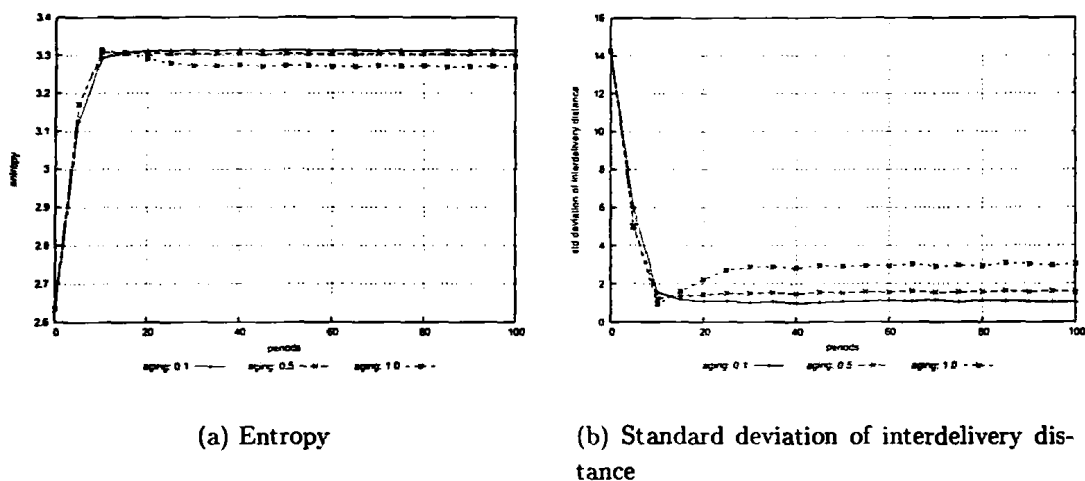 3.4
3.3
3.2
3.1
3
2.9
2.8
2.7
2.6
entropy
0 20 40 60 80 100
periods
aging: 0.1 aging: 0.5 aging: 1.0
(a) Entropy
16
14
12
10
8
6
4
2
0
std deviation of interdelivery distance
0 20 40 60 80 100
periods
aging: 0.1 aging: 0.5 aging: 1.0
(b) Standard deviation of interdelivery dis-
tance